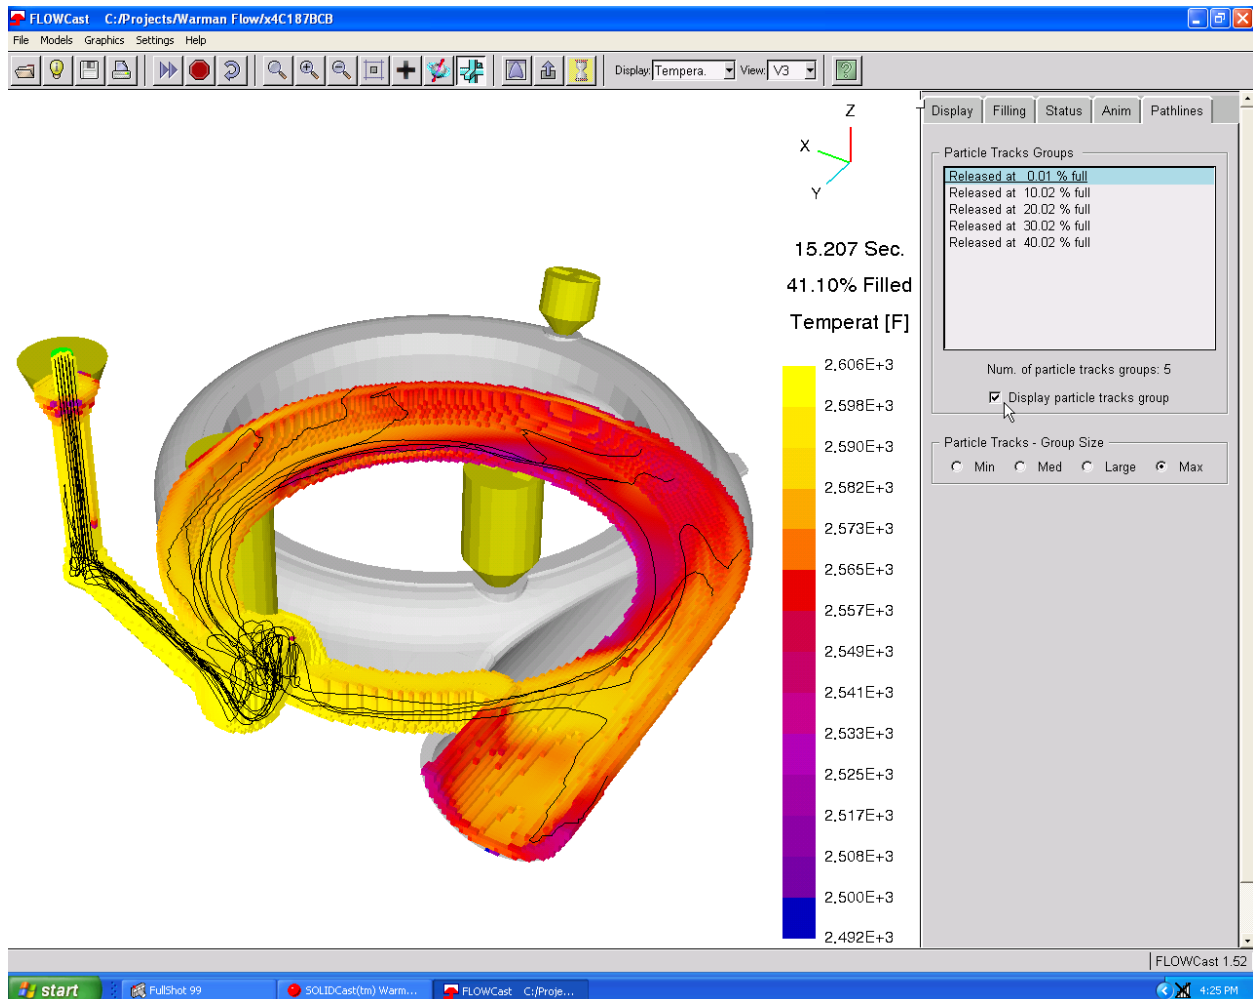 FLOWCast C:/Projects/Warman Flow/x4C187BCB
File Models Graphics Settings Help
Display: Tempera. View: V3
Display Filling Status Anim Pathlines
Particle Tracks Groups
Released at 0.01 % full
Released at 10.02 % full
Released at 20.02 % full
Released at 30.02 % full
Released at 40.02 % full
Num. of particle tracks groups: 5
Display particle tracks group
Particle Tracks - Group Size
Min Med Large Max
Z
X
Y
15.207 Sec.
41.10% Filled
Temperat [F]
2.606E+3
2.598E+3
2.590E+3
2.582E+3
2.573E+3
2.565E+3
2.557E+3
2.549E+3
2.541E+3
2.533E+3
2.525E+3
2.517E+3
2.508E+3
2.500E+3
2.492E+3
FLOWCast 1.52
start FullShot 99 SOLIDCast(tm) Warm... FLOWCast C:/Proje... 4:25 PM